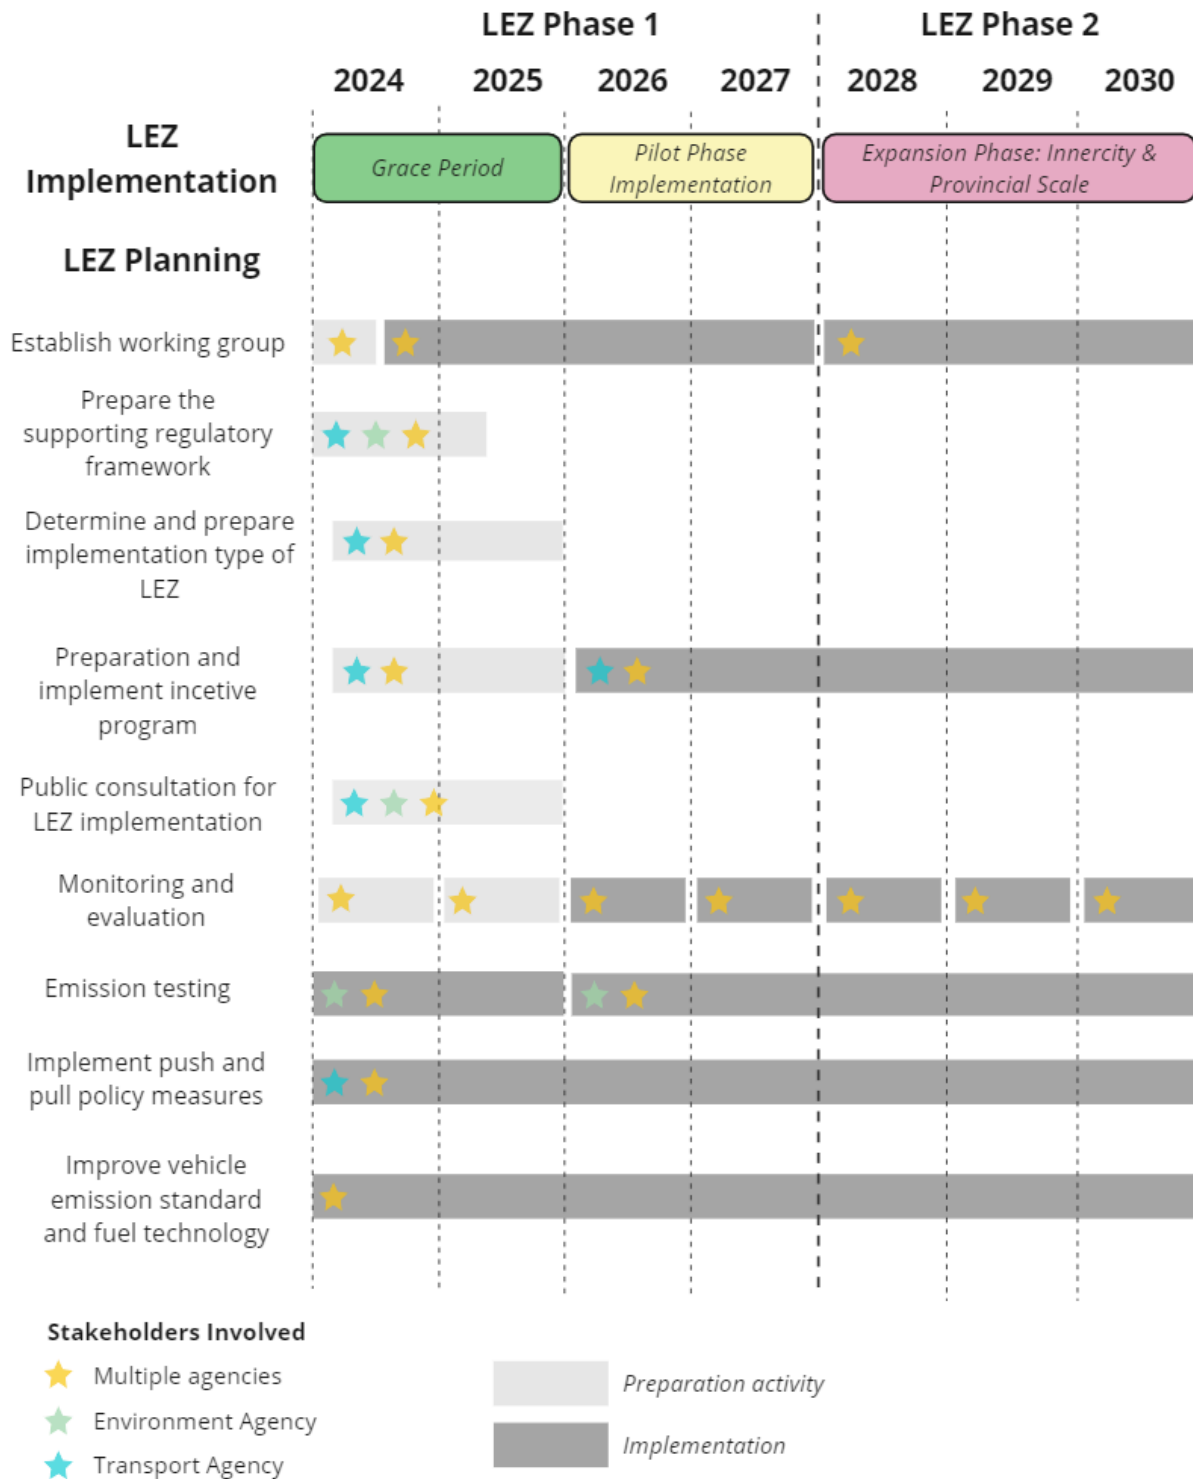 LEZ Phase 1
LEZ Phase 2
2024
2025
2026
2027
2028
2029
2030
LEZ
Implementation
Grace Period
Pilot Phase
Implementation
Expansion Phase: Innercity &
Provincial Scale
LEZ Planning
Establish working group
Prepare the
supporting regulatory
framework
Determine and prepare
implementation type of
LEZ
Preparation and
implement incetive
program
Public consultation for
LEZ implementation
Monitoring and
evaluation
Emission testing
Implement push and
pull policy measures
Improve vehicle
emission standard
and fuel technology
Stakeholders Involved
Multiple agencies
Environment Agency
Transport Agency
Preparation activity
Implementation